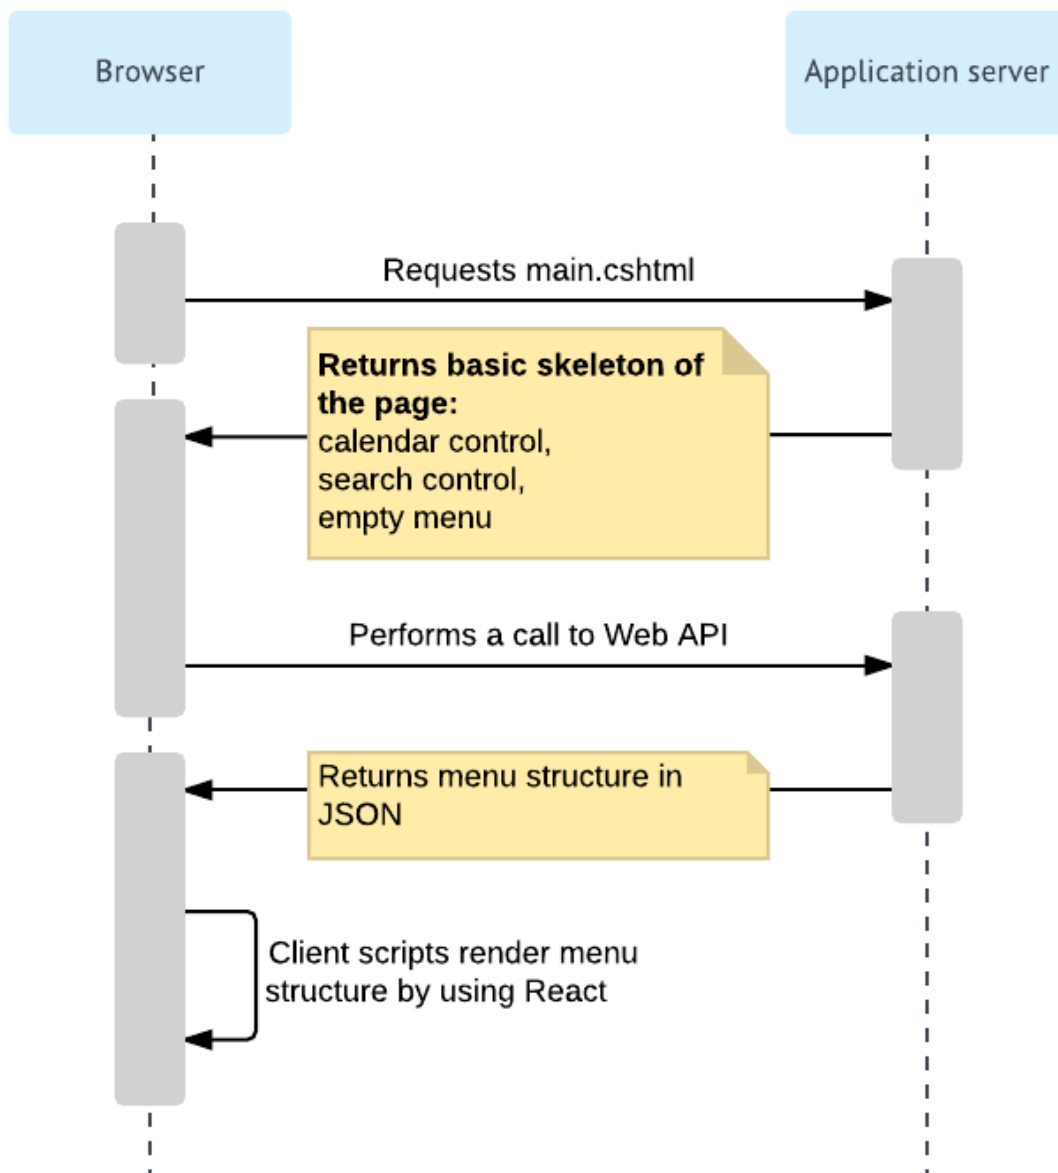 Browser
Application server
Requests main.cshtml
Returns basic skeleton of
the page:
calendar control,
search control,
empty menu
Performs a call to Web API
Returns menu structure in
JSON
Client scripts render menu
structure by using React